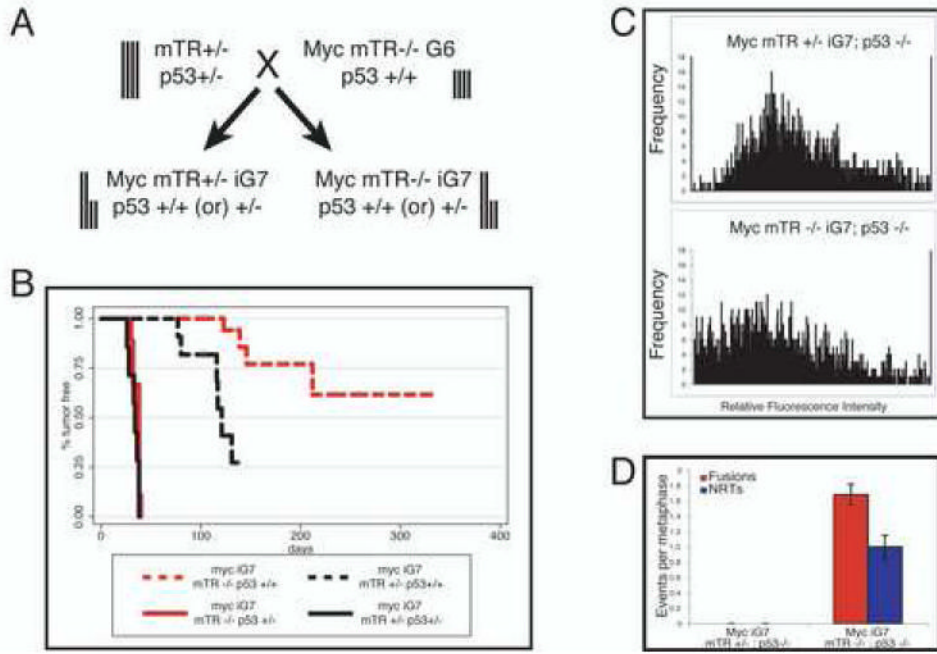 A
mTR+/-
p53+/-
X
Myc mTR-/- G6
p53 +/+
Myc mTR+/- iG7
p53 +/+ (or) +/-
Myc mTR-/- iG7
p53 +/+ (or) +/-
B
% tumor free
1.00
0.75
0.50
0.25
0.00
0
100
200
300
400
days
myc iG7
mTR -/- p53 +/+
myc iG7
mTR +/- p53+/+
myc iG7
mTR -/- p53 +/-
myc iG7
mTR +/- p53+/-
C
Myc mTR +/- iG7; p53 -/-
Frequency
Myc mTR -/- iG7; p53 -/-
Frequency
Relative Fluorescence Intensity
D
Fusions
NRTs
Events per metaphase
Myc iG7
mTR +/- ; p53-/-
Myc iG7
mTR -/- ; p53 -/-